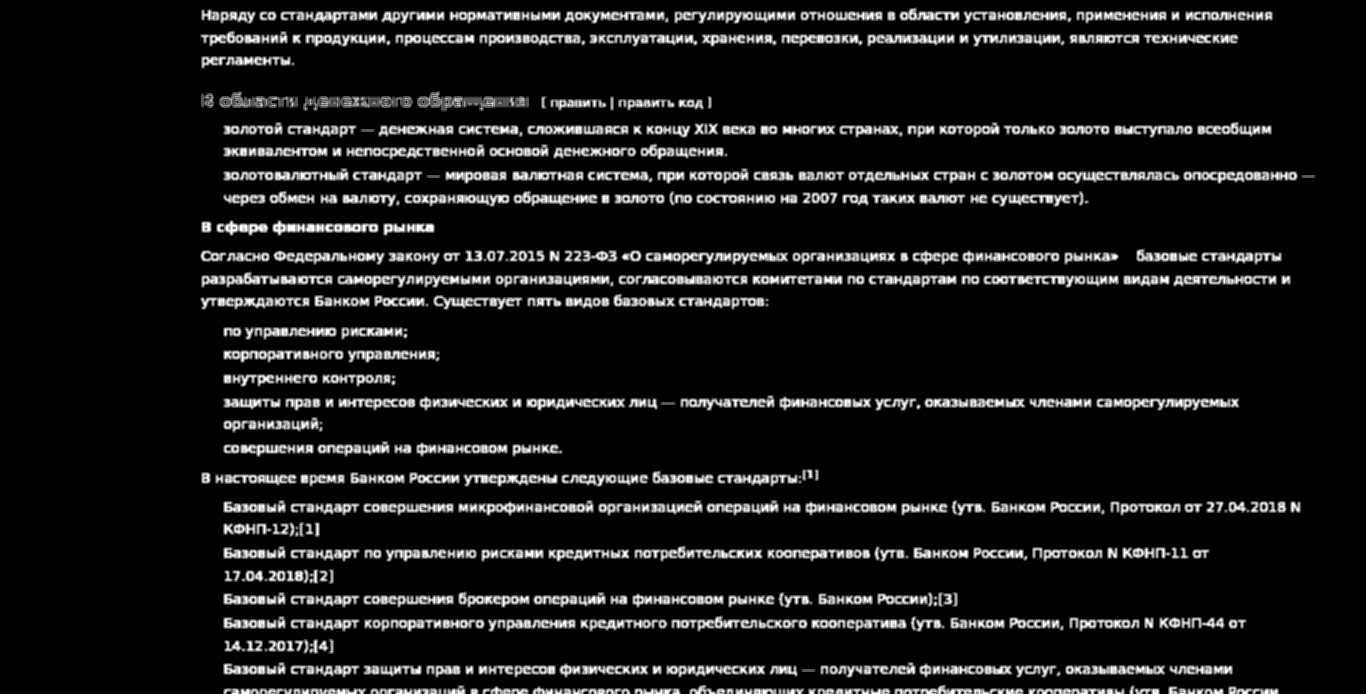 Наряду со стандартами другими нормативными документами, регулирующими отношения в области установления, применения и исполнения
требований к продукции, процессам производства, эксплуатации, хранения, перевозки, реализации и утилизации, являются технические
регламенты.
В области денежного обращения [ править | править код ]
золотой стандарт — денежная система, сложившаяся к концу XIX века во многих странах, при которой только золото выступало всеобщим
эквивалентом и непосредственной основой денежного обращения.
золотовалютный стандарт — мировая валютная система, при которой связь валют отдельных стран с золотом осуществлялась опосредованно —
через обмен на валюту, сохраняющую обращение в золото (по состоянию на 2007 год таких валют не существует).
В сфере финансового рынка
Согласно Федеральному закону от 13.07.2015 N 223-ФЗ «О саморегулируемых организациях в сфере финансового рынка» базовые стандарты
разрабатываются саморегулируемыми организациями, согласовываются комитетами по стандартам по соответствующим видам деятельности и
утверждаются Банком России. Существует пять видов базовых стандартов:
по управлению рисками;
корпоративного управления;
внутреннего контроля;
защиты прав и интересов физических и юридических лиц — получателей финансовых услуг, оказываемых членами саморегулируемых
организаций;
совершения операций на финансовом рынке.
В настоящее время Банком России утверждены следующие базовые стандарты:[1]
Базовый стандарт совершения микрофинансовой организацией операций на финансовом рынке (утв. Банком России, Протокол от 27.04.2018 N
КФНП-12);[1]
Базовый стандарт по управлению рисками кредитных потребительских кооперативов (утв. Банком России, Протокол N КФНП-11 от
17.04.2018);[2]
Базовый стандарт совершения брокером операций на финансовом рынке (утв. Банком России);[3]
Базовый стандарт корпоративного управления кредитного потребительского кооператива (утв. Банком России, Протокол N КФНП-44 от
14.12.2017);[4]
Базовый стандарт защиты прав и интересов физических и юридических лиц — получателей финансовых услуг, оказываемых членами
саморегулируемых организаций в сфере финансового рынка, объединяющих кредитные потребительские кооперативы (утв. Банком России